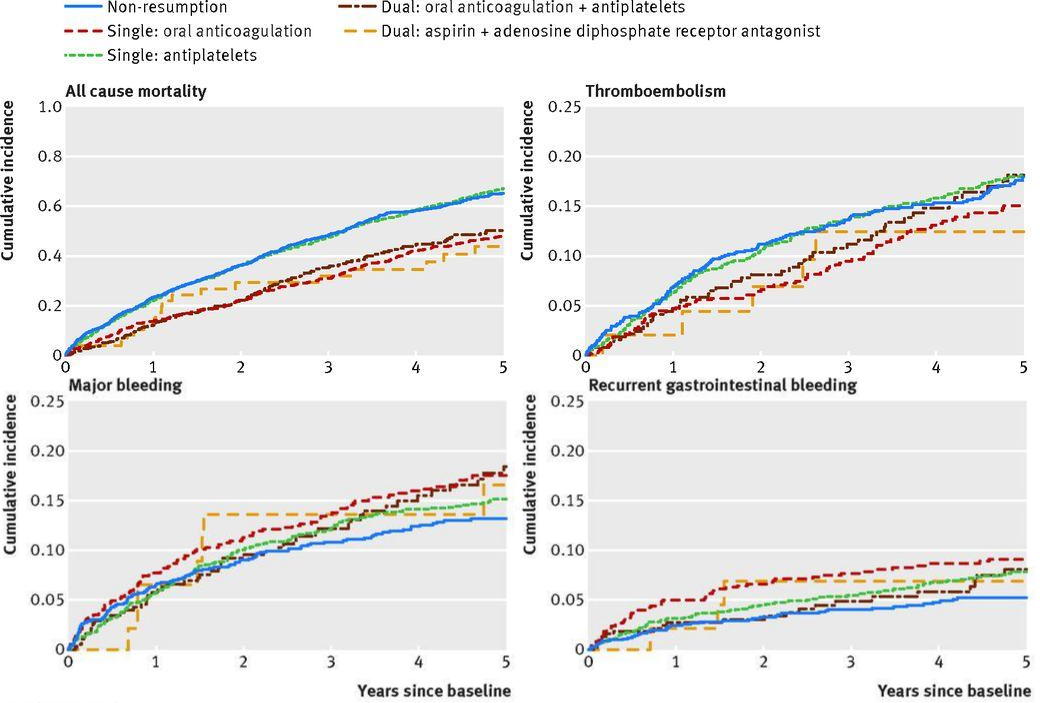 Non-resumption
Single: oral anticoagulation
Single: antiplatelets
Dual: oral anticoagulation + antiplatelets
Dual: aspirin + adenosine diphosphate receptor antagonist
All cause mortality
Cumulative incidence
1.0
0.8
0.6
0.4
0.2
0
0 1 2 3 4 5
Thromboembolism
Cumulative incidence
0.25
0.20
0.15
0.10
0.05
0
0 1 2 3 4 5
Major bleeding
Cumulative incidence
0.25
0.20
0.15
0.10
0.05
0
0 1 2 3 4 5
Years since baseline
Recurrent gastrointestinal bleeding
Cumulative incidence
0.25
0.20
0.15
0.10
0.05
0
0 1 2 3 4 5
Years since baseline